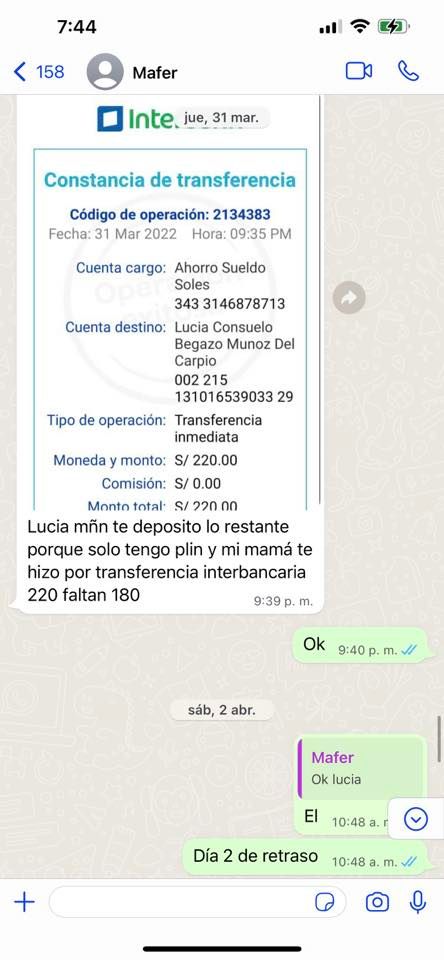 7:44
158
Mafer
jue, 31 mar.
Constancia de transferencia
Código de operación: 2134383
Fecha: 31 Mar 2022 Hora: 09:35 PM
Cuenta cargo: Ahorro Sueldo
Soles
343 3146878713
Cuenta destino: Lucia Consuelo
Begazo Munoz Del
Carpio
002 215
131016539033 29
Tipo de operación: Transferencia
inmediata
Moneda y monto: S/ 220.00
Comisión: S/ 0.00
Monto total: S/ 220.00
Lucia mñn te deposito lo restante
porque solo tengo plin y mi mamá te
hizo por transferencia interbancaria
220 faltan 180
9:39 p. m.
Ok 9:40 p. m.
sáb, 2 abr.
Mafer
Ok lucia
El 10:48 a.
Día 2 de retraso 10:48 a. m.